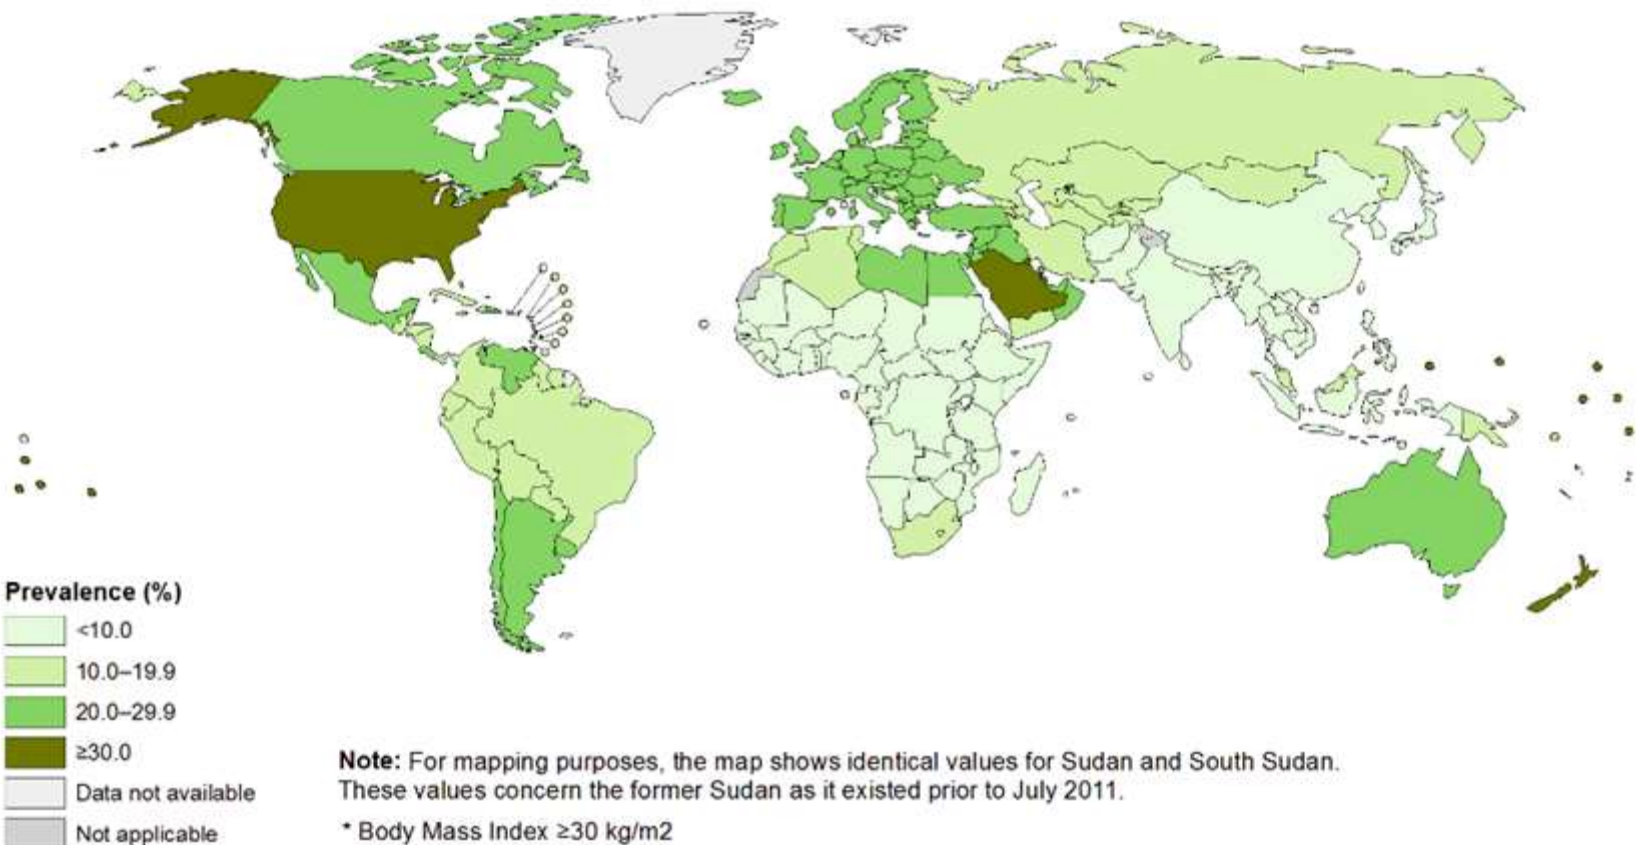 Prevalence (%)
<10.0
10.0–19.9
20.0–29.9
≥30.0
Data not available
Not applicable
Note: For mapping purposes, the map shows identical values for Sudan and South Sudan.
These values concern the former Sudan as it existed prior to July 2011.
* Body Mass Index ≥30 kg/m2